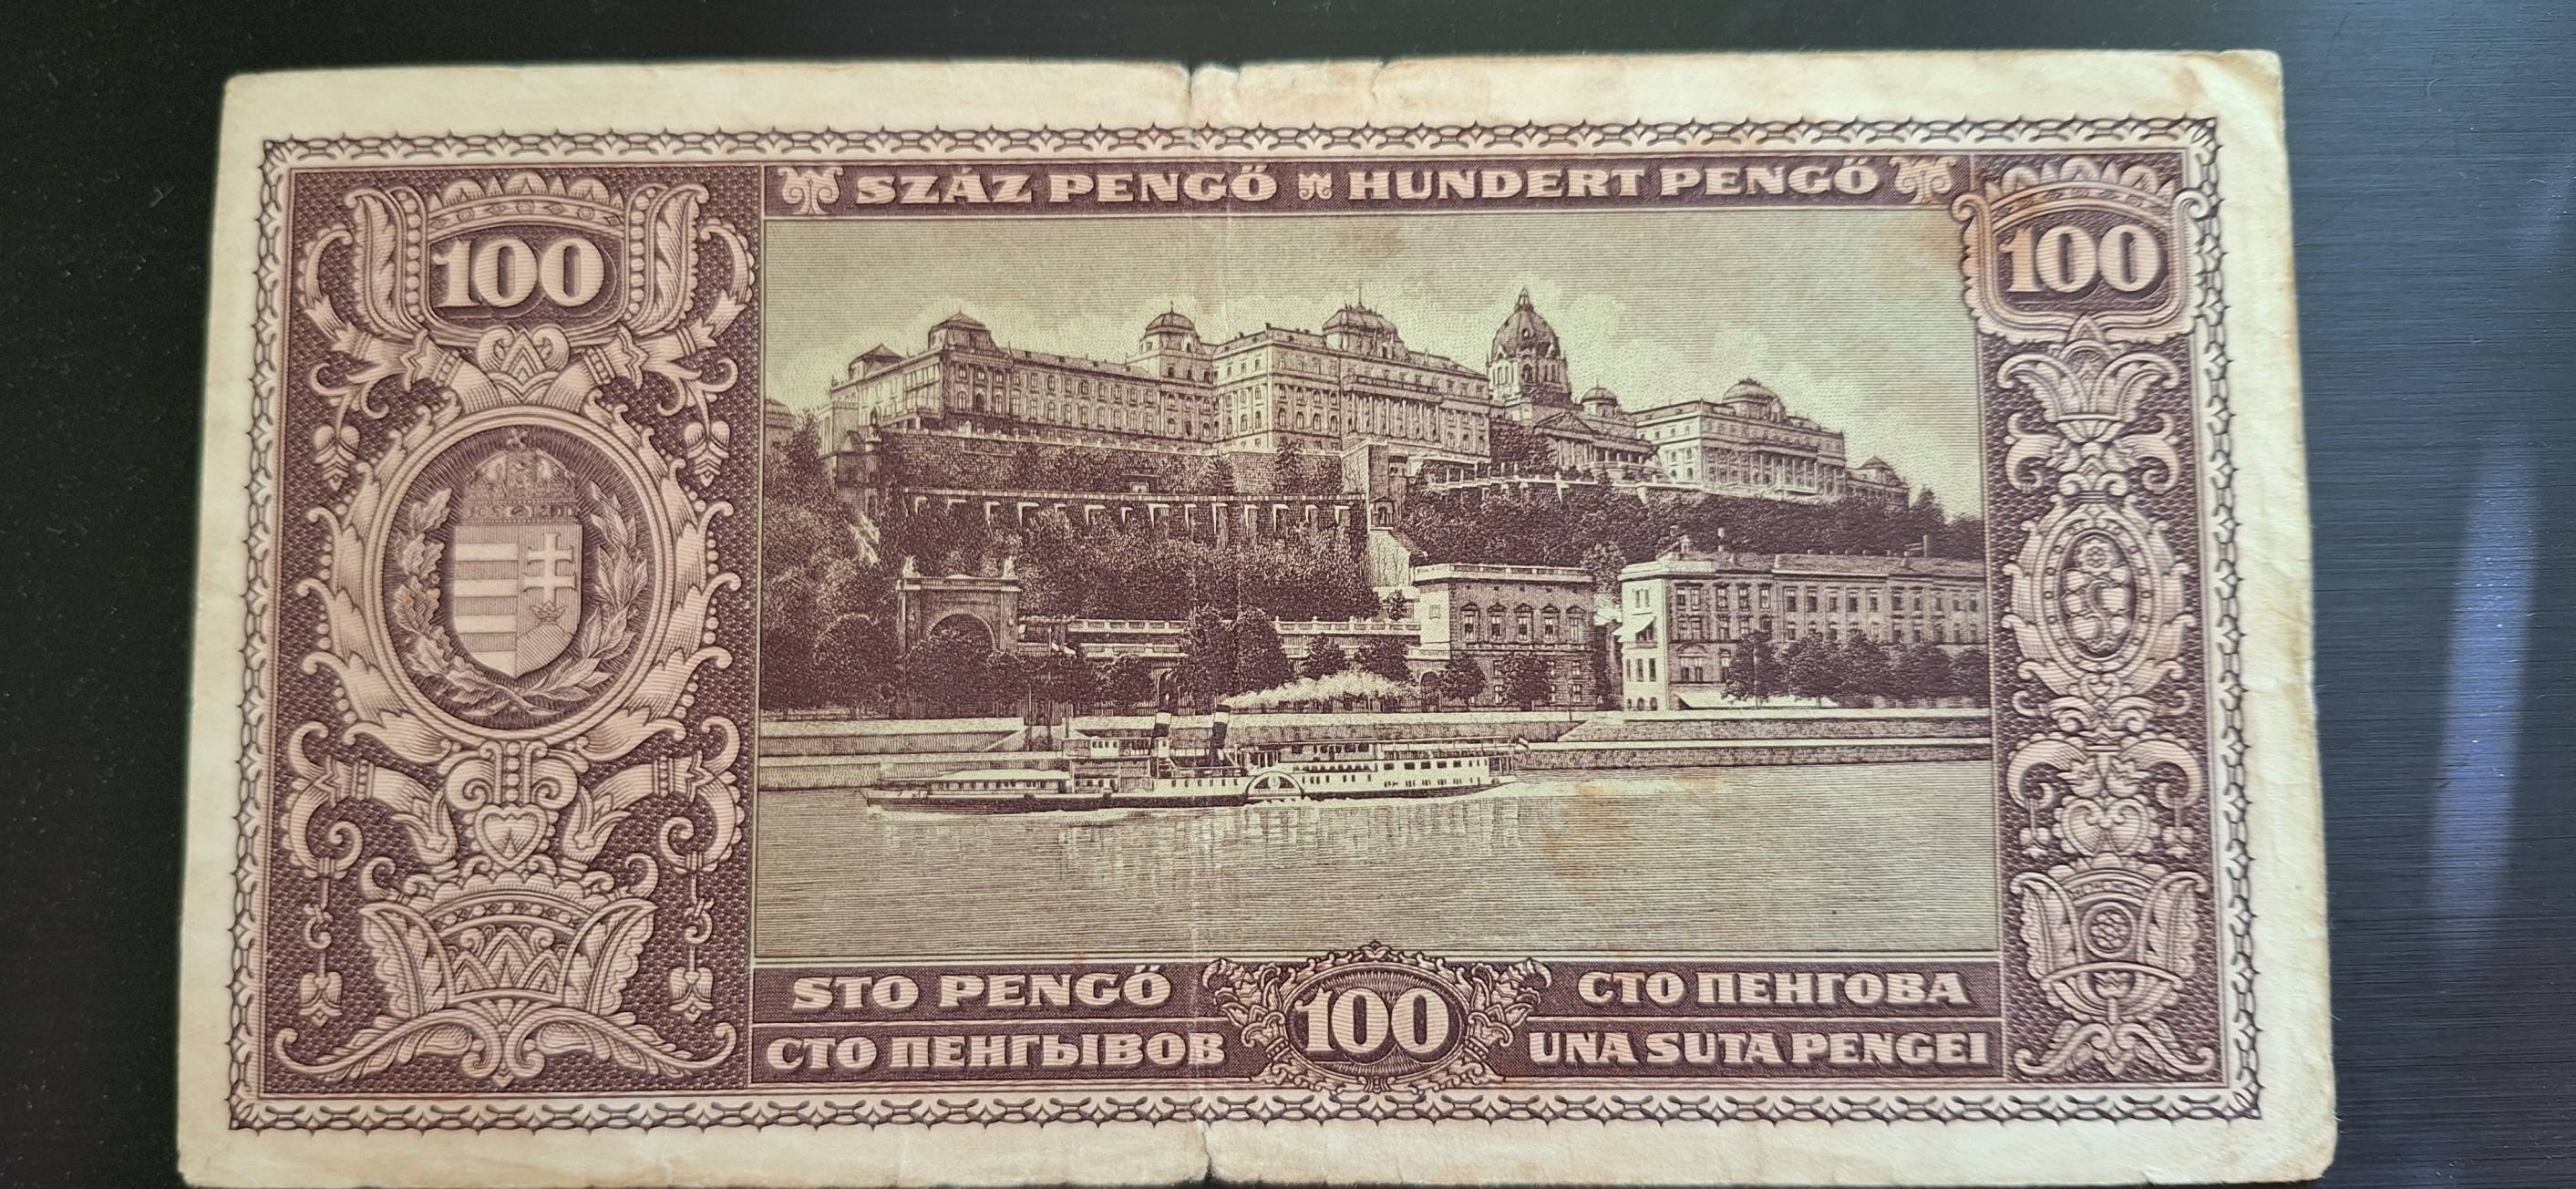 SZÁZ PENGŐ HUNDERT PENGŐ
100
100
STO PENGŐ
СТО ПЕНГОВА
100
СТО ПЕНГЫВОВ
UNA SUTA PENGEI